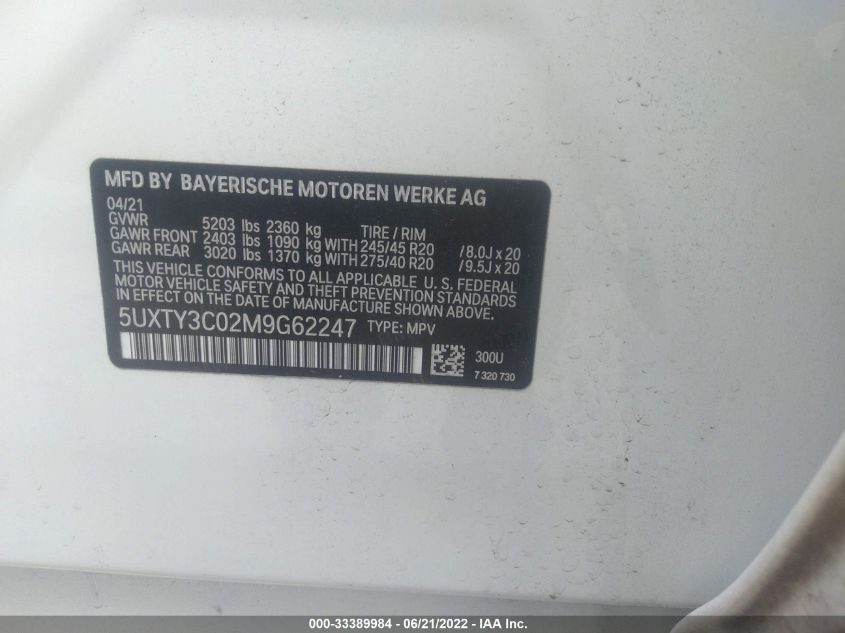 MFD BY BAYERISCHE MOTOREN WERKE AG
04/21
GVWR 5203 lbs 2360 kg TIRE / RIM
GAWR FRONT 2403 lbs 1090 kg WITH 245/45 R20 /8.0J x 20
GAWR REAR 3020 lbs 1370 kg WITH 275/40 R20 /9.5J x 20
THIS VEHICLE CONFORMS TO ALL APPLICABLE U. S. FEDERAL
MOTOR VEHICLE SAFETY AND THEFT PREVENTION STANDARDS
IN EFFECT ON THE DATE OF MANUFACTURE SHOWN ABOVE.
5UXTY3C02M9G62247 TYPE: MPV
300U
7 320 730
000-33389984 - 06/21/2022 - IAA Inc.